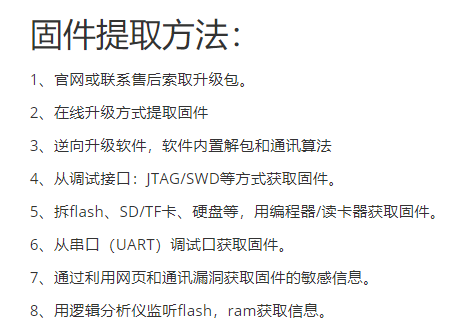 固件提取方法：
1、官网或联系售后索取升级包。
2、在线升级方式提取固件
3、逆向升级软件，软件内置解包和通讯算法
4、从调试接口：JTAG/SWD等方式获取固件。
5、拆flash、SD/TF卡、硬盘等，用编程器/读卡器获取固件。
6、从串口（UART）调试口获取固件。
7、通过利用网页和通讯漏洞获取固件的敏感信息。
8、用逻辑分析仪监听flash，ram获取信息。